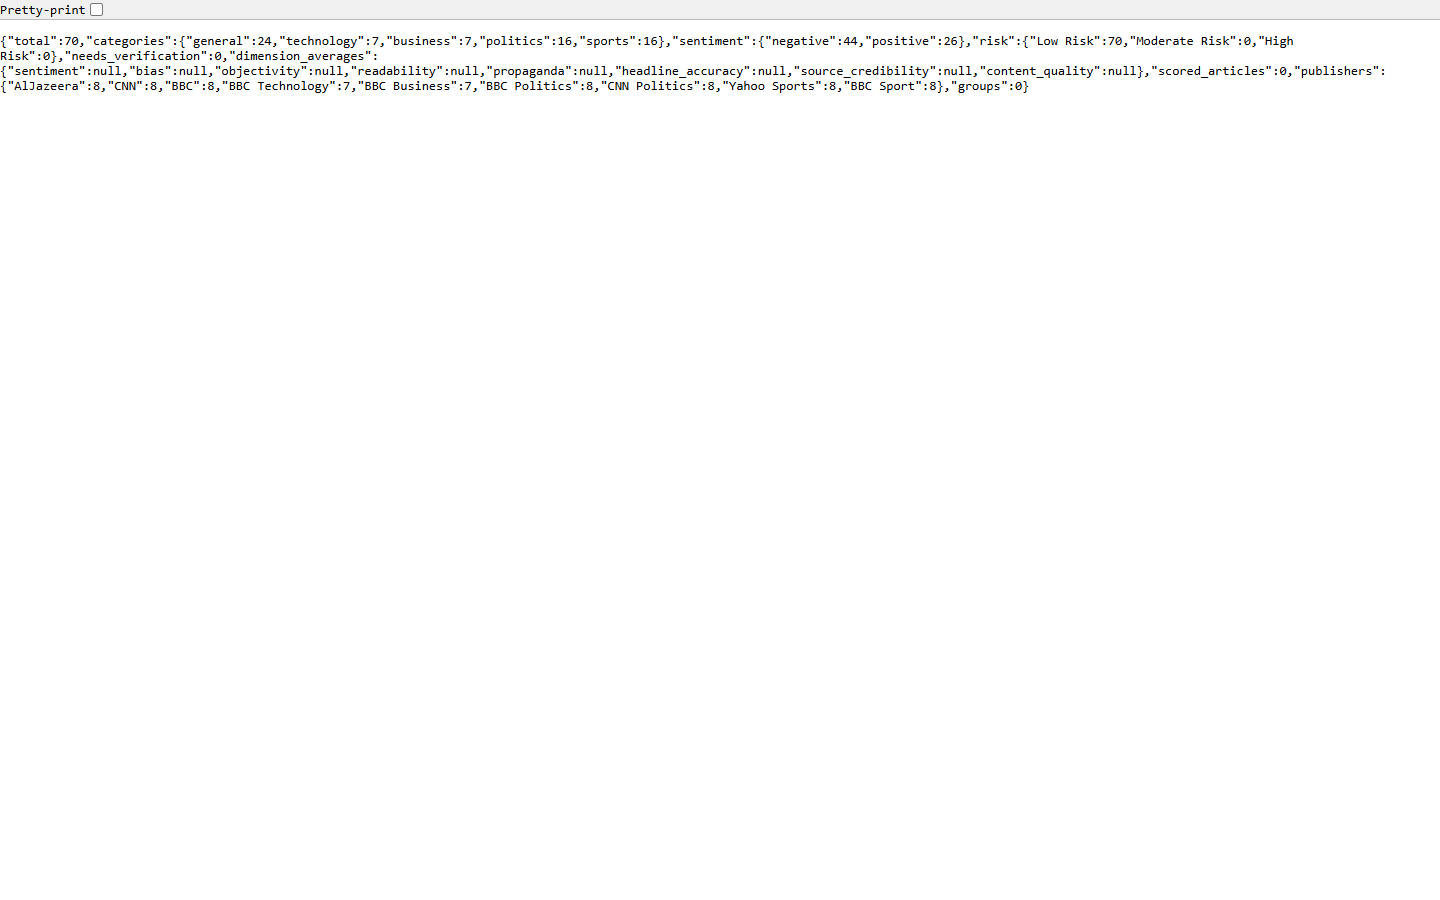 Pretty-print
{"total":70,"categories":{"general":24,"technology":7,"business":7,"politics":16,"sports":16},"sentiment":{"negative":44,"positive":26},"risk":{"Low Risk":70,"Moderate Risk":0,"High
Risk":0},"needs_verification":0,"dimension_averages":
{"sentiment":null,"bias":null,"objectivity":null,"readability":null,"propaganda":null,"headline_accuracy":null,"source_credibility":null,"content_quality":null},"scored_articles":0,"publishers":
{"AlJazeera":8,"CNN":8,"BBC":8,"BBC Technology":7,"BBC Business":7,"BBC Politics":8,"CNN Politics":8,"Yahoo Sports":8,"BBC Sport":8},"groups":0}